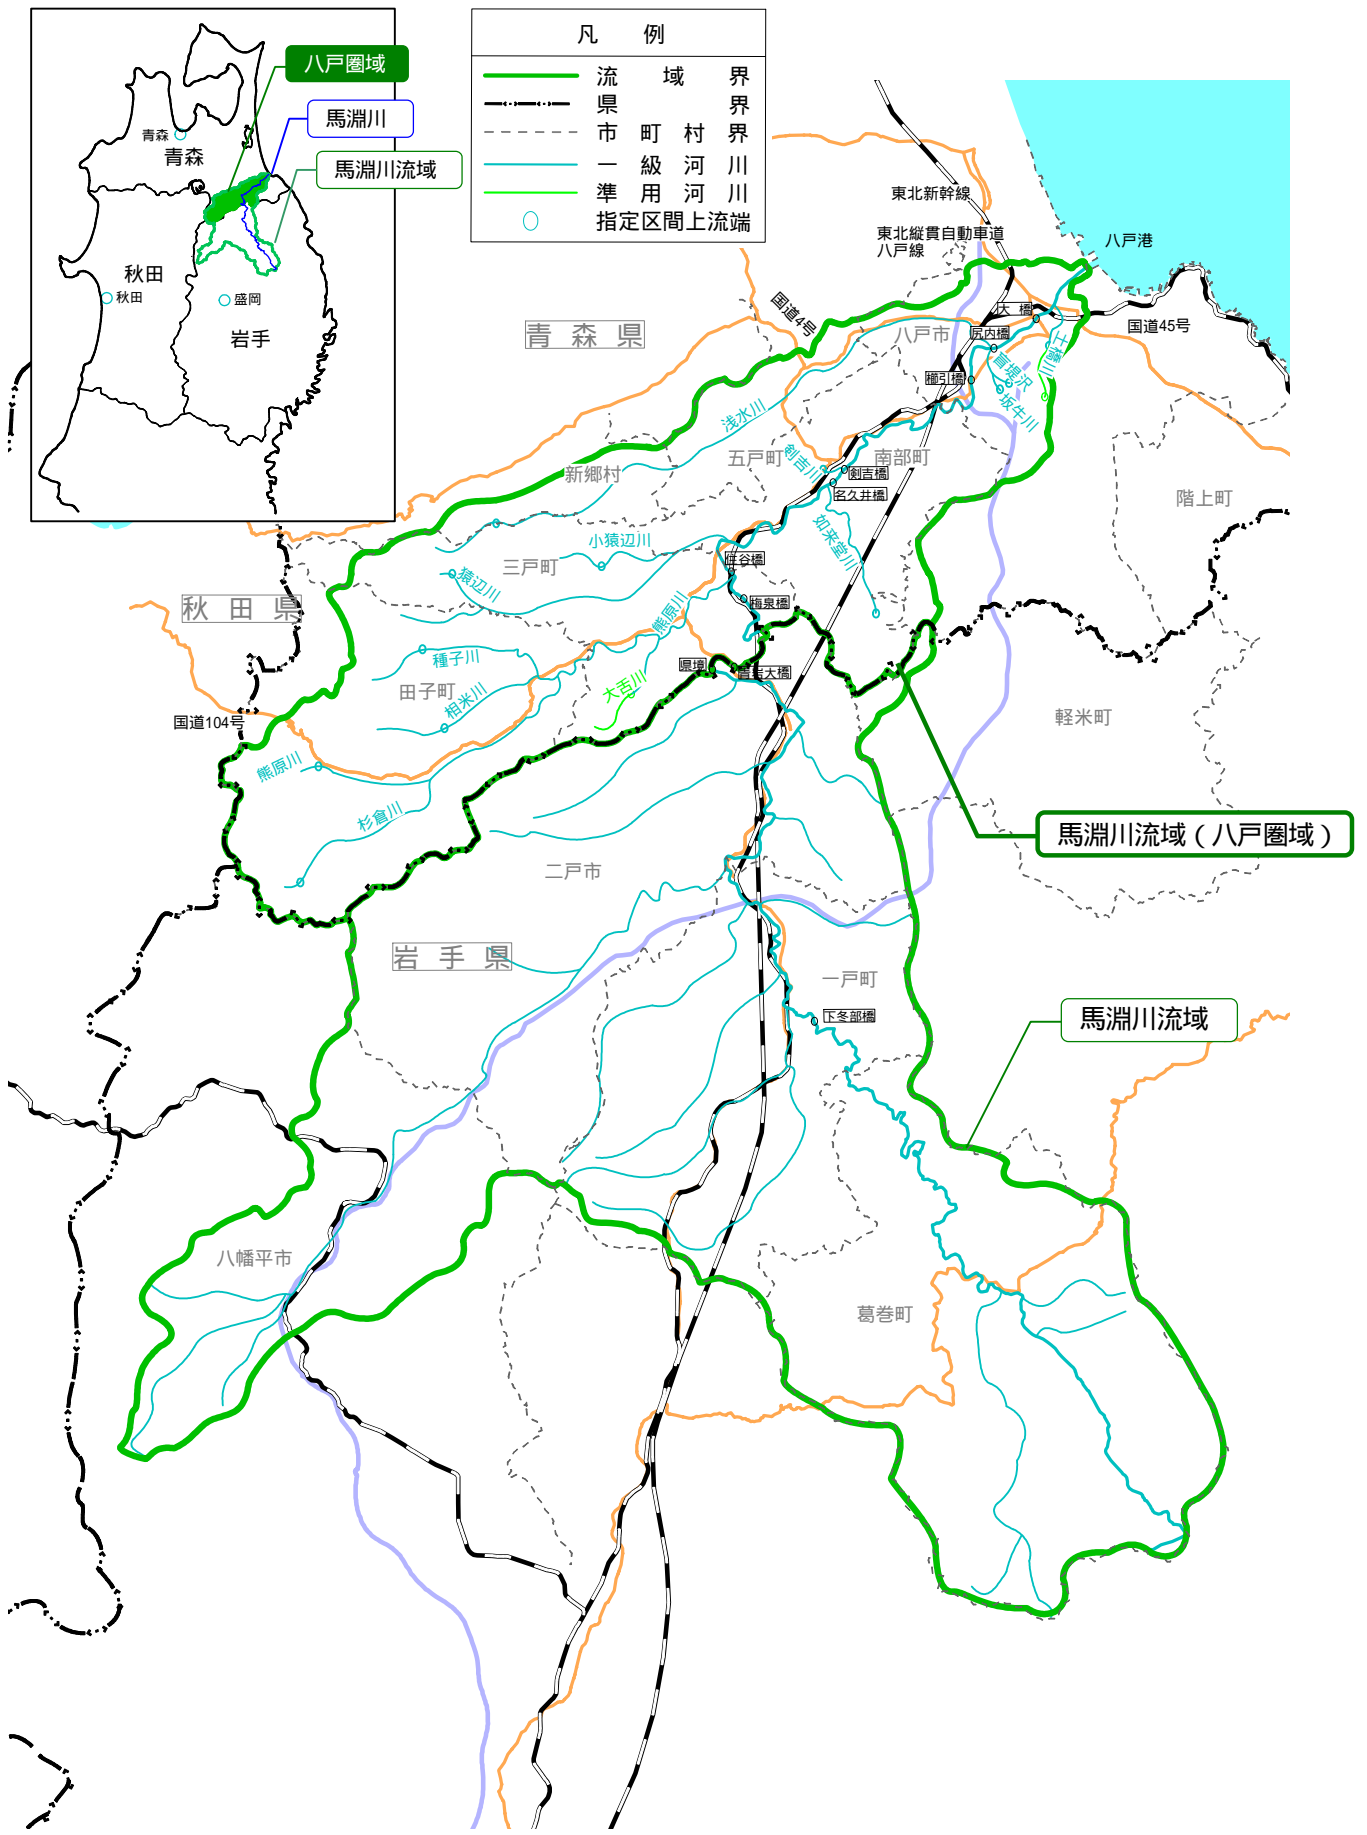 八戸圏域
馬淵川
馬淵川流域
青森
青森
秋田
秋田
盛岡
岩手
凡 例
流域界
県界
市町村界
一級河川
準用河川
指定区間上流端
東北新幹線
東北縦貫自動車道
八戸線
八戸港
国道4号
国道45号
青森県
八戸市
大橋
尻内橋
櫛引橋
土橋川
盲堤沢
坂牛川
浅水川
五戸町
新郷村
剣吉川
南部町
剣吉橋
名久井橋
階上町
如来堂川
小猿辺川
三戸町
猿辺川
住谷橋
梅泉橋
熊原川
秋田県
種子川
県境
青岩大橋
田子町
相米川
大舌川
国道104号
熊原川
杉倉川
軽米町
馬淵川流域(八戸圏域)
二戸市
岩手県
一戸町
下冬部橋
馬淵川流域
八幡平市
葛巻町